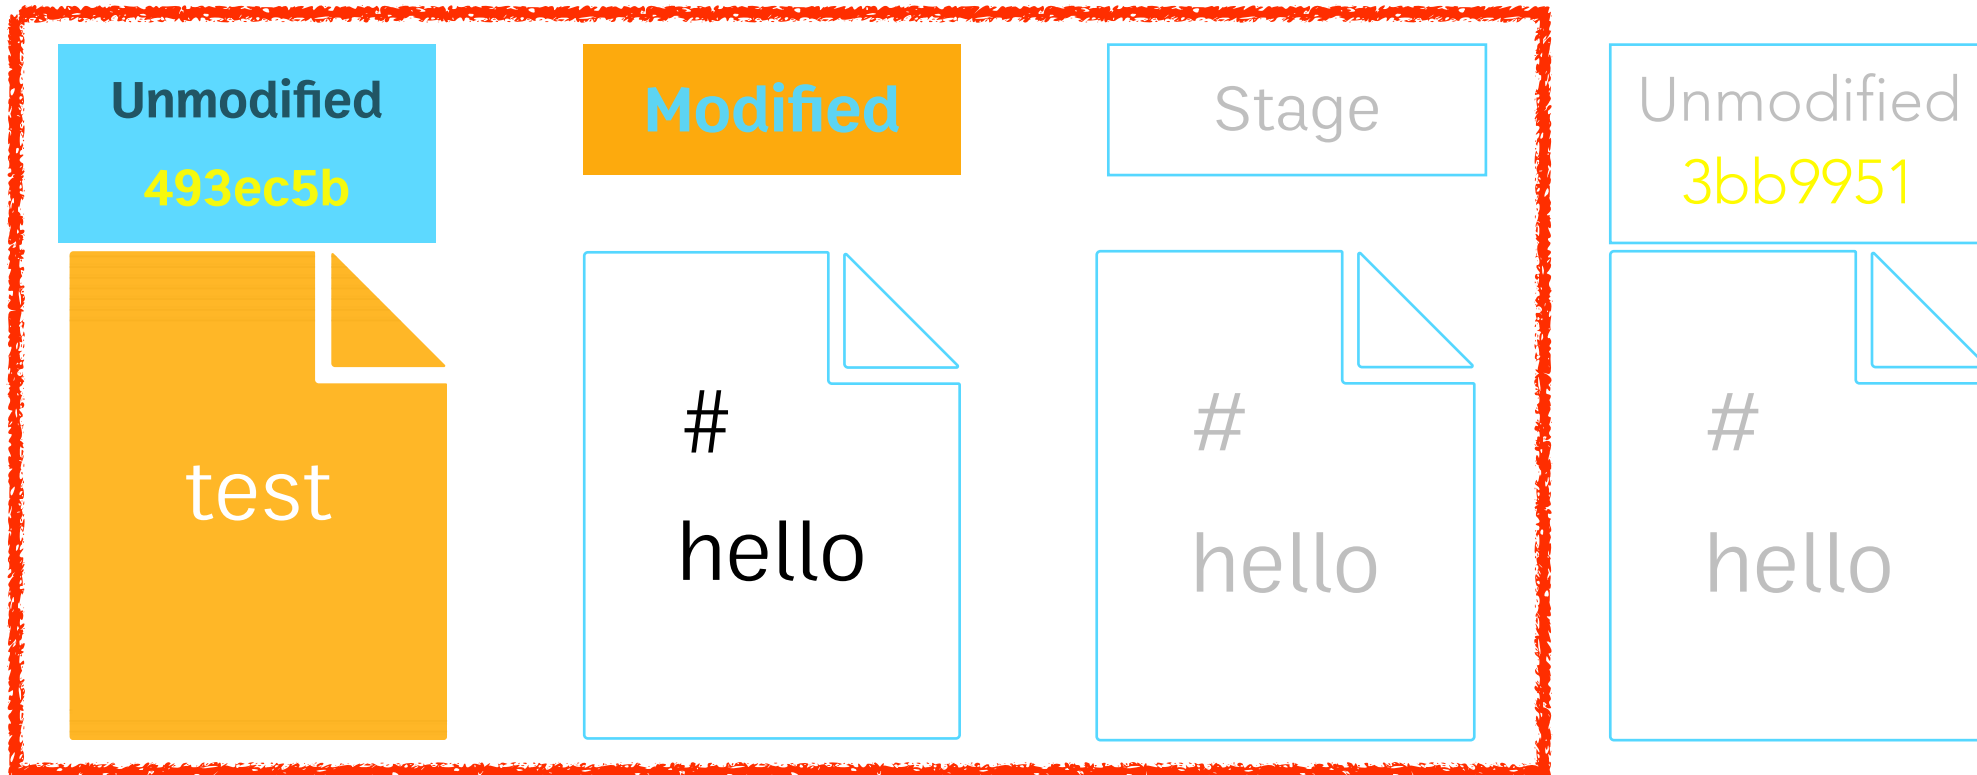 Unmodified
493ec5b
Modified
Stage
Unmodified
3bb9951
test
#
hello
#
hello
#
hello